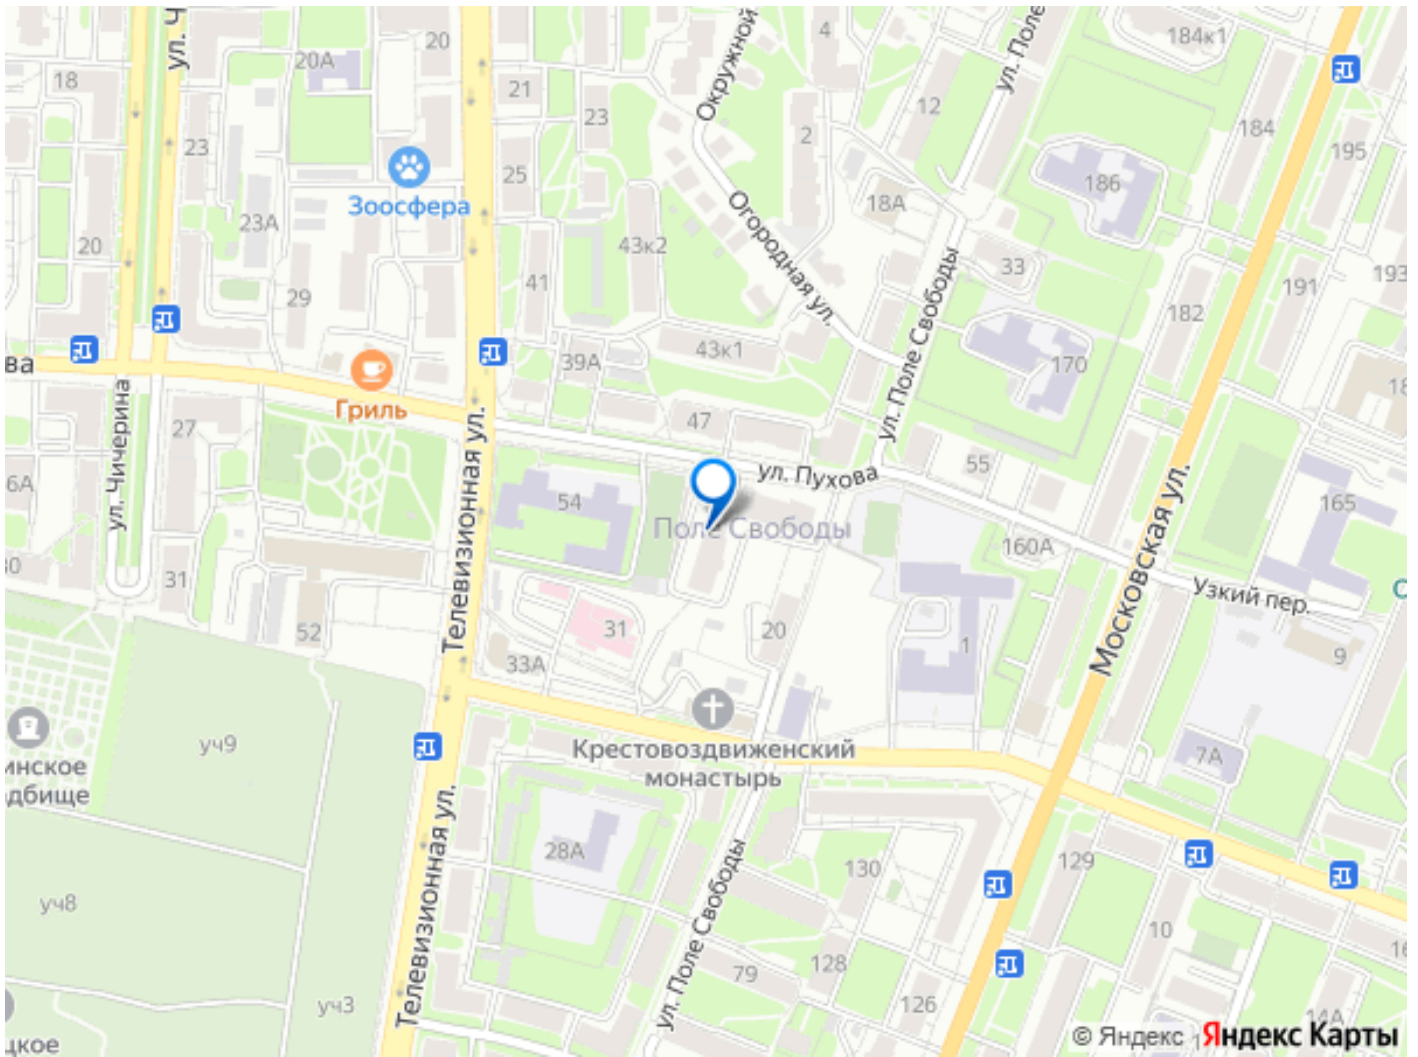 ул. Ч
20
20А
4
Окружной
ул. Поле
184к1
18
21
23
12
2
184
195
23
25
186
Зоосфера
18А
23А
20
43к2
Огородная ул.
ул. Поле Свободы
33
193
41
29
191
182
ва
39А
43к1
170
18
Гриль
ул. Чичерина
27
Телевизионная ул.
47
ул. Пухова
55
6А
54
165
Поле Свободы
160А
Московская ул.
30
31
Узкий пер.
С
52
31
20
1
9
33А
уч9
Крестовоздвиженский
монастырь
7А
инское
дбище
Телевизионная ул.
28А
ул. Поле Свободы
130
129
уч8
10
79
128
16
уч3
126
14А
цкое
© Яндекс
1
Яндекс Карты